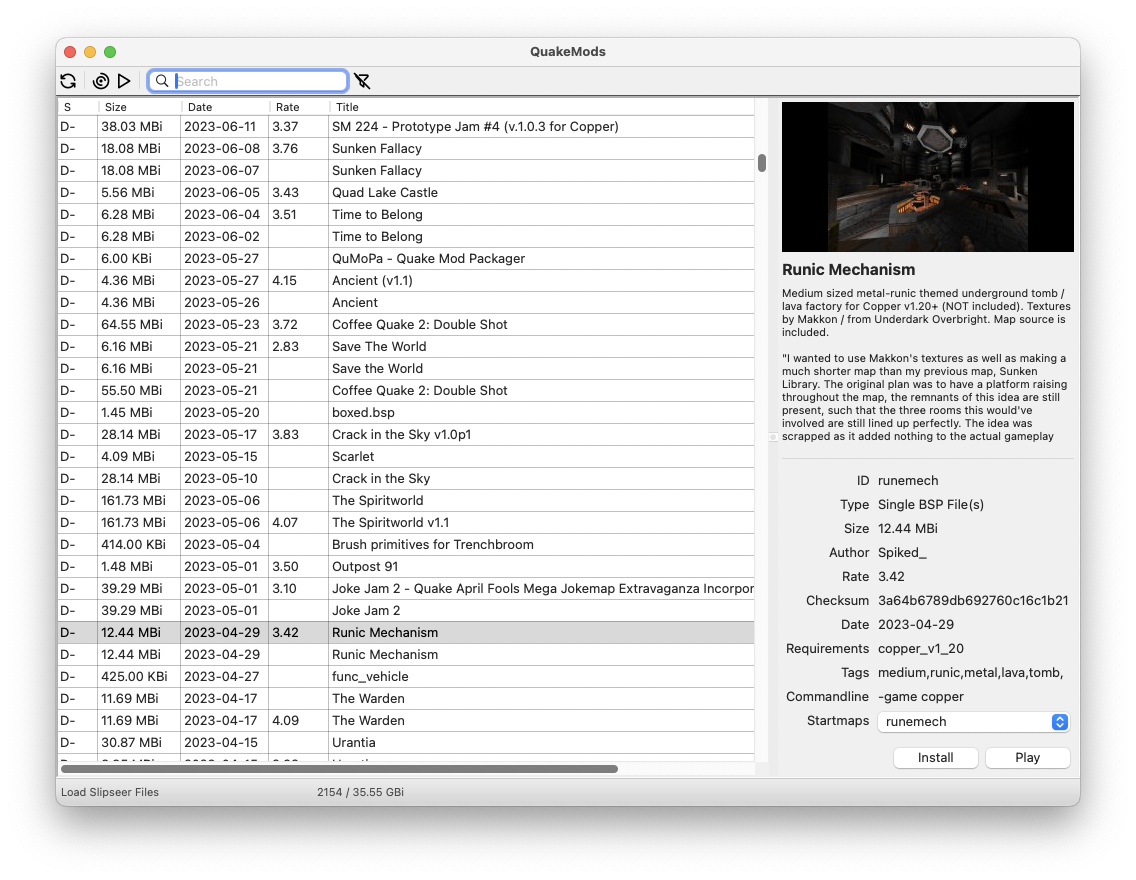 QuakeMods
Search
S Size Date Rate Title
D- 38.03 MBi 2023-06-11 3.37 SM 224 - Prototype Jam #4 (v.1.0.3 for Copper)
D- 18.08 MBi 2023-06-08 3.76 Sunken Fallacy
D- 18.08 MBi 2023-06-07 Sunken Fallacy
D- 5.56 MBi 2023-06-05 3.43 Quad Lake Castle
D- 6.28 MBi 2023-06-04 3.51 Time to Belong
D- 6.28 MBi 2023-06-02 Time to Belong
D- 6.00 KBi 2023-05-27 QuMoPa - Quake Mod Packager
D- 4.36 MBi 2023-05-27 4.15 Ancient (v1.1)
D- 4.36 MBi 2023-05-26 Ancient
D- 64.55 MBi 2023-05-23 3.72 Coffee Quake 2: Double Shot
D- 6.16 MBi 2023-05-21 2.83 Save The World
D- 6.16 MBi 2023-05-21 Save the World
D- 55.50 MBi 2023-05-21 Coffee Quake 2: Double Shot
D- 1.45 MBi 2023-05-20 boxed.bsp
D- 28.14 MBi 2023-05-17 3.83 Crack in the Sky v1.0p1
D- 4.09 MBi 2023-05-15 Scarlet
D- 28.14 MBi 2023-05-10 Crack in the Sky
D- 161.73 MBi 2023-05-06 The Spiritworld
D- 161.73 MBi 2023-05-06 4.07 The Spiritworld v1.1
D- 414.00 KBi 2023-05-04 Brush primitives for Trenchbroom
D- 1.48 MBi 2023-05-01 3.50 Outpost 91
D- 39.29 MBi 2023-05-01 3.10 Joke Jam 2 - Quake April Fools Mega Jokemap Extravaganza Incorpor
D- 39.29 MBi 2023-05-01 Joke Jam 2
D- 12.44 MBi 2023-04-29 3.42 Runic Mechanism
D- 12.44 MBi 2023-04-29 Runic Mechanism
D- 425.00 KBi 2023-04-27 func_vehicle
D- 11.69 MBi 2023-04-17 The Warden
D- 11.69 MBi 2023-04-17 4.09 The Warden
D- 30.87 MBi 2023-04-15 Urantia
Runic Mechanism
Medium sized metal-runic themed underground tomb /
lava factory for Copper v1.20+ (NOT included). Textures
by Makkon / from Underdark Overbright. Map source is
included.
"I wanted to use Makkon's textures as well as making a
much shorter map than my previous map, Sunken
Library. The original plan was to have a platform raising
throughout the map, the remnants of this idea are still
present, such that the three rooms this would've
involved are still lined up perfectly. The idea was
scrapped as it added nothing to the actual gameplay
ID runemech
Type Single BSP File(s)
Size 12.44 MBi
Author Spiked_
Rate 3.42
Checksum 3a64b6789db692760c16c1b21
Date 2023-04-29
Requirements copper_v1_20
Tags medium,runic,metal,lava,tomb,
Commandline -game copper
Startmaps runemech
Install Play
Load Slipseer Files 2154 / 35.55 GBi